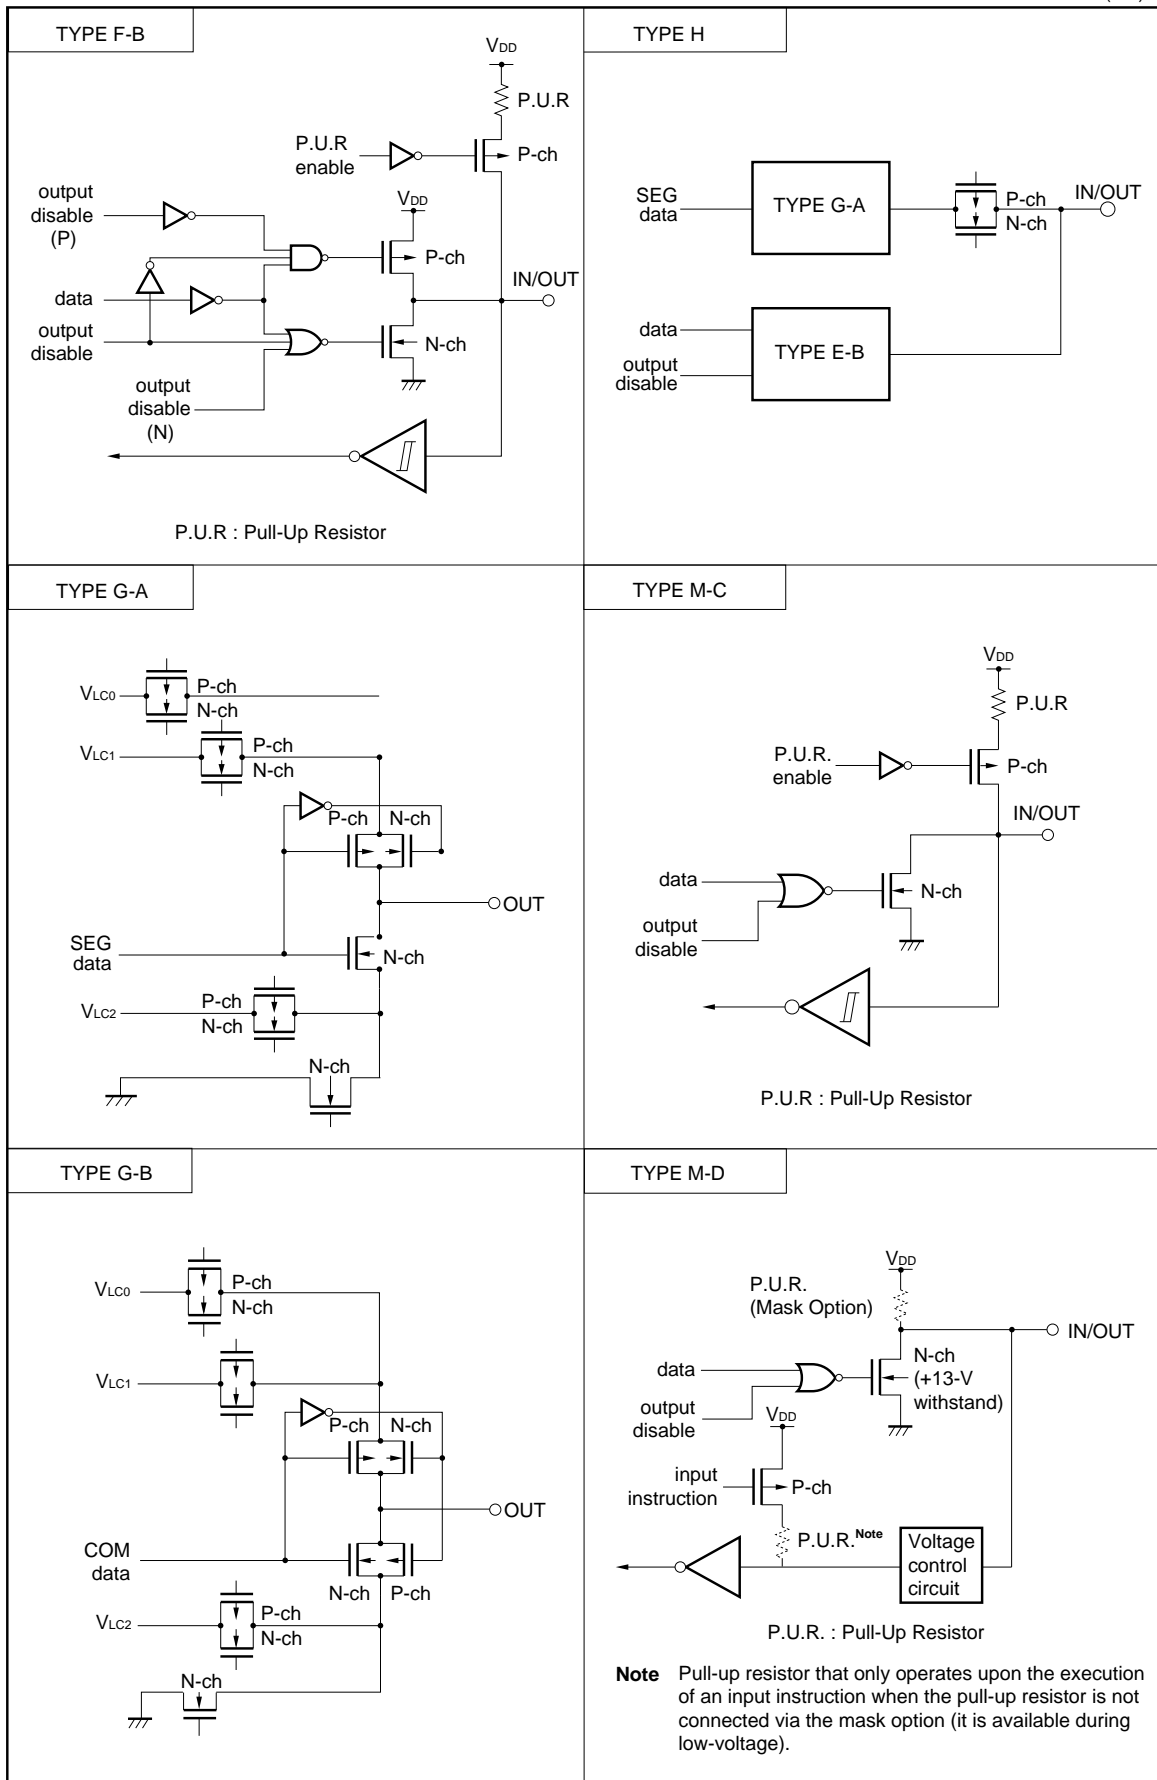 TYPE F-B
VDD
P.U.R
P.U.R
enable
P-ch
output
disable
(P)
VDD
P-ch
data
IN/OUT
output
disable
N-ch
output
disable
(N)
P.U.R : Pull-Up Resistor
TYPE H
SEG
data
TYPE G-A
P-ch
N-ch
IN/OUT
data
output
disable
TYPE E-B
TYPE G-A
VLC0
P-ch
N-ch
VLC1
P-ch
N-ch
P-ch N-ch
OUT
SEG
data
N-ch
VLC2
P-ch
N-ch
N-ch
TYPE M-C
VDD
P.U.R
P.U.R.
enable
P-ch
IN/OUT
data
output
disable
N-ch
P.U.R : Pull-Up Resistor
TYPE G-B
VLC0
P-ch
N-ch
VLC1
P-ch N-ch
OUT
COM
data
N-ch P-ch
VLC2
P-ch
N-ch
N-ch
TYPE M-D
VDD
P.U.R.
(Mask Option)
IN/OUT
data
output
disable
N-ch
(+13-V
withstand)
VDD
input
instruction
P-ch
P.U.R.Note
Voltage
control
circuit
P.U.R. : Pull-Up Resistor
Note Pull-up resistor that only operates upon the execution
of an input instruction when the pull-up resistor is not
connected via the mask option (it is available during
low-voltage).